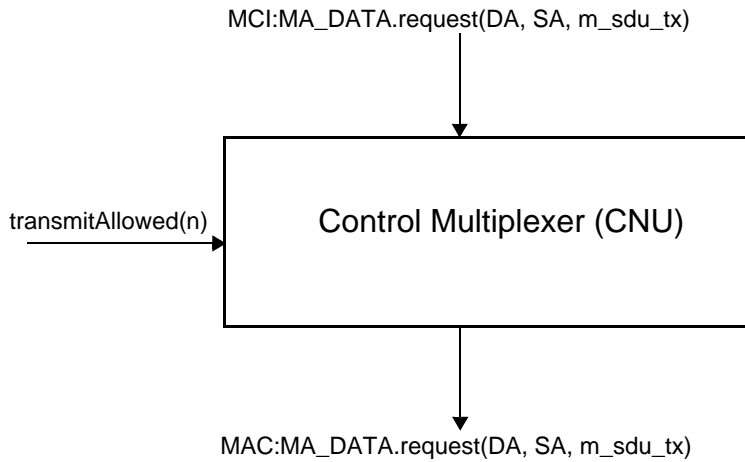 MCI:MA_DATA.request(DA, SA, m_sdu_tx)
transmitAllowed(n)
Control Multiplexer (CNU)
MAC:MA_DATA.request(DA, SA, m_sdu_tx)